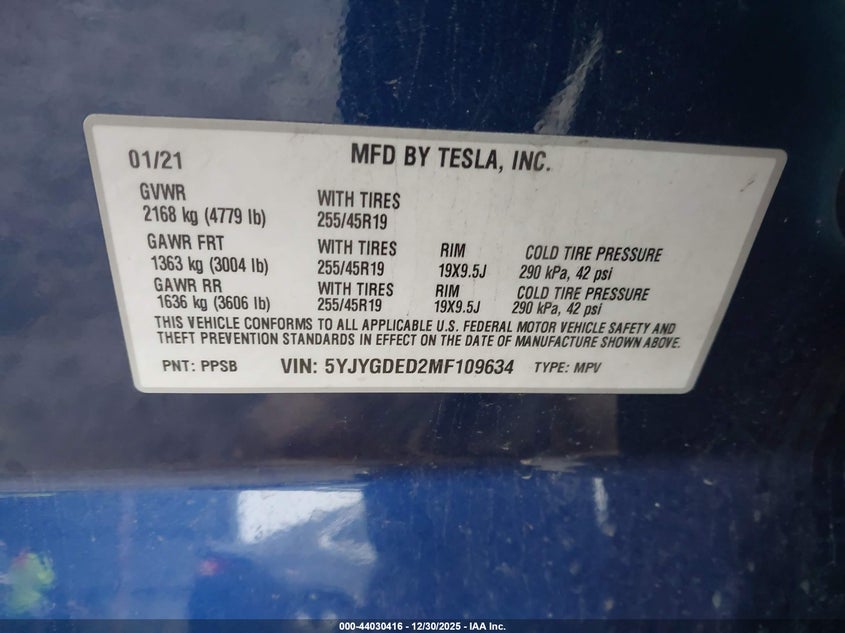 01/21 MFD BY TESLA, INC.
GVWR WITH TIRES
2168 kg (4779 lb) 255/45R19
GAWR FRT WITH TIRES RIM COLD TIRE PRESSURE
1363 kg (3004 lb) 255/45R19 19X9.5J 290 kPa, 42 psi
GAWR RR WITH TIRES RIM COLD TIRE PRESSURE
1636 kg (3606 lb) 255/45R19 19X9.5J 290 kPa, 42 psi
THIS VEHICLE CONFORMS TO ALL APPLICABLE U.S. FEDERAL MOTOR VEHICLE SAFETY AND
THEFT PREVENTION STANDARDS IN EFFECT ON THE DATE OF MANUFACTURE SHOWN ABOVE.
PNT: PPSB VIN: 5YJYGDED2MF109634 TYPE: MPV
000-44030416 - 12/30/2025 - IAA Inc.